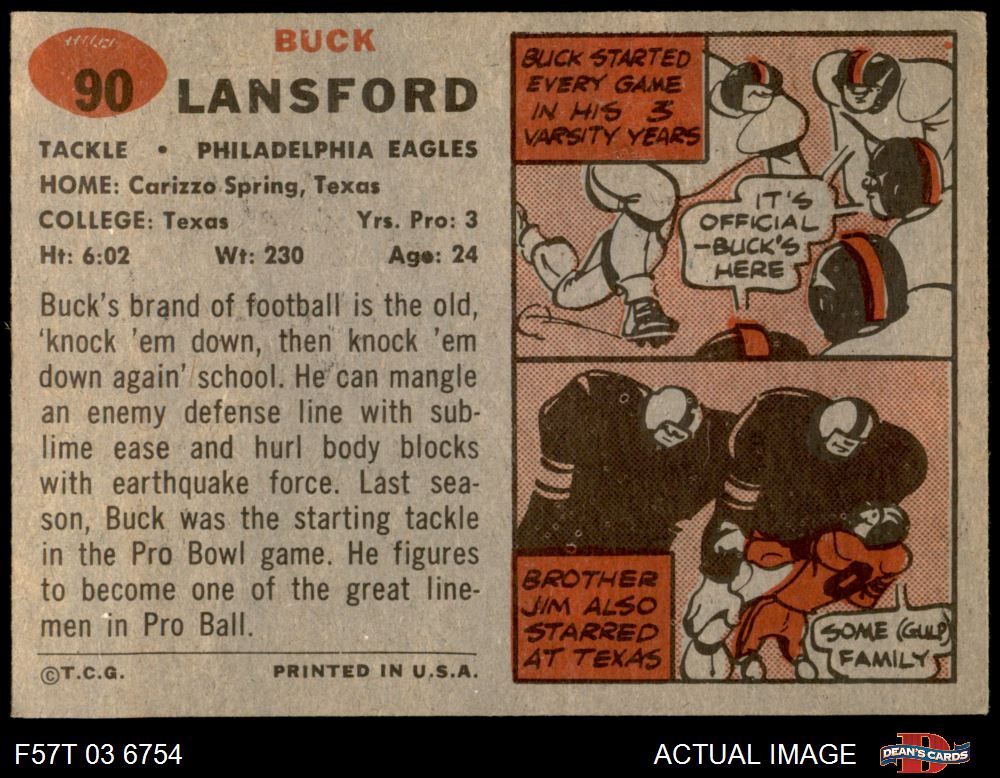 90
BUCK
LANSFORD
TACKLE • PHILADELPHIA EAGLES
HOME: Carizzo Spring, Texas
COLLEGE: Texas Yrs. Pro: 3
Ht: 6:02 Wt: 230 Age: 24
Buck's brand of football is the old,
'knock 'em down, then knock 'em
down again' school. He can mangle
an enemy defense line with sub-
lime ease and hurl body blocks
with earthquake force. Last sea-
son, Buck was the starting tackle
in the Pro Bowl game. He figures
to become one of the great line-
men in Pro Ball.
©T.C.G. PRINTED IN U.S.A.
BUCK STARTED
EVERY GAME
IN HIS 3
VARSITY YEARS
IT'S
OFFICIAL
-BUCK'S
HERE
BROTHER
JIM ALSO
STARRED
AT TEXAS
SOME (GULP)
FAMILY
F57T 03 6754
ACTUAL IMAGE
DEAN'S CARDS